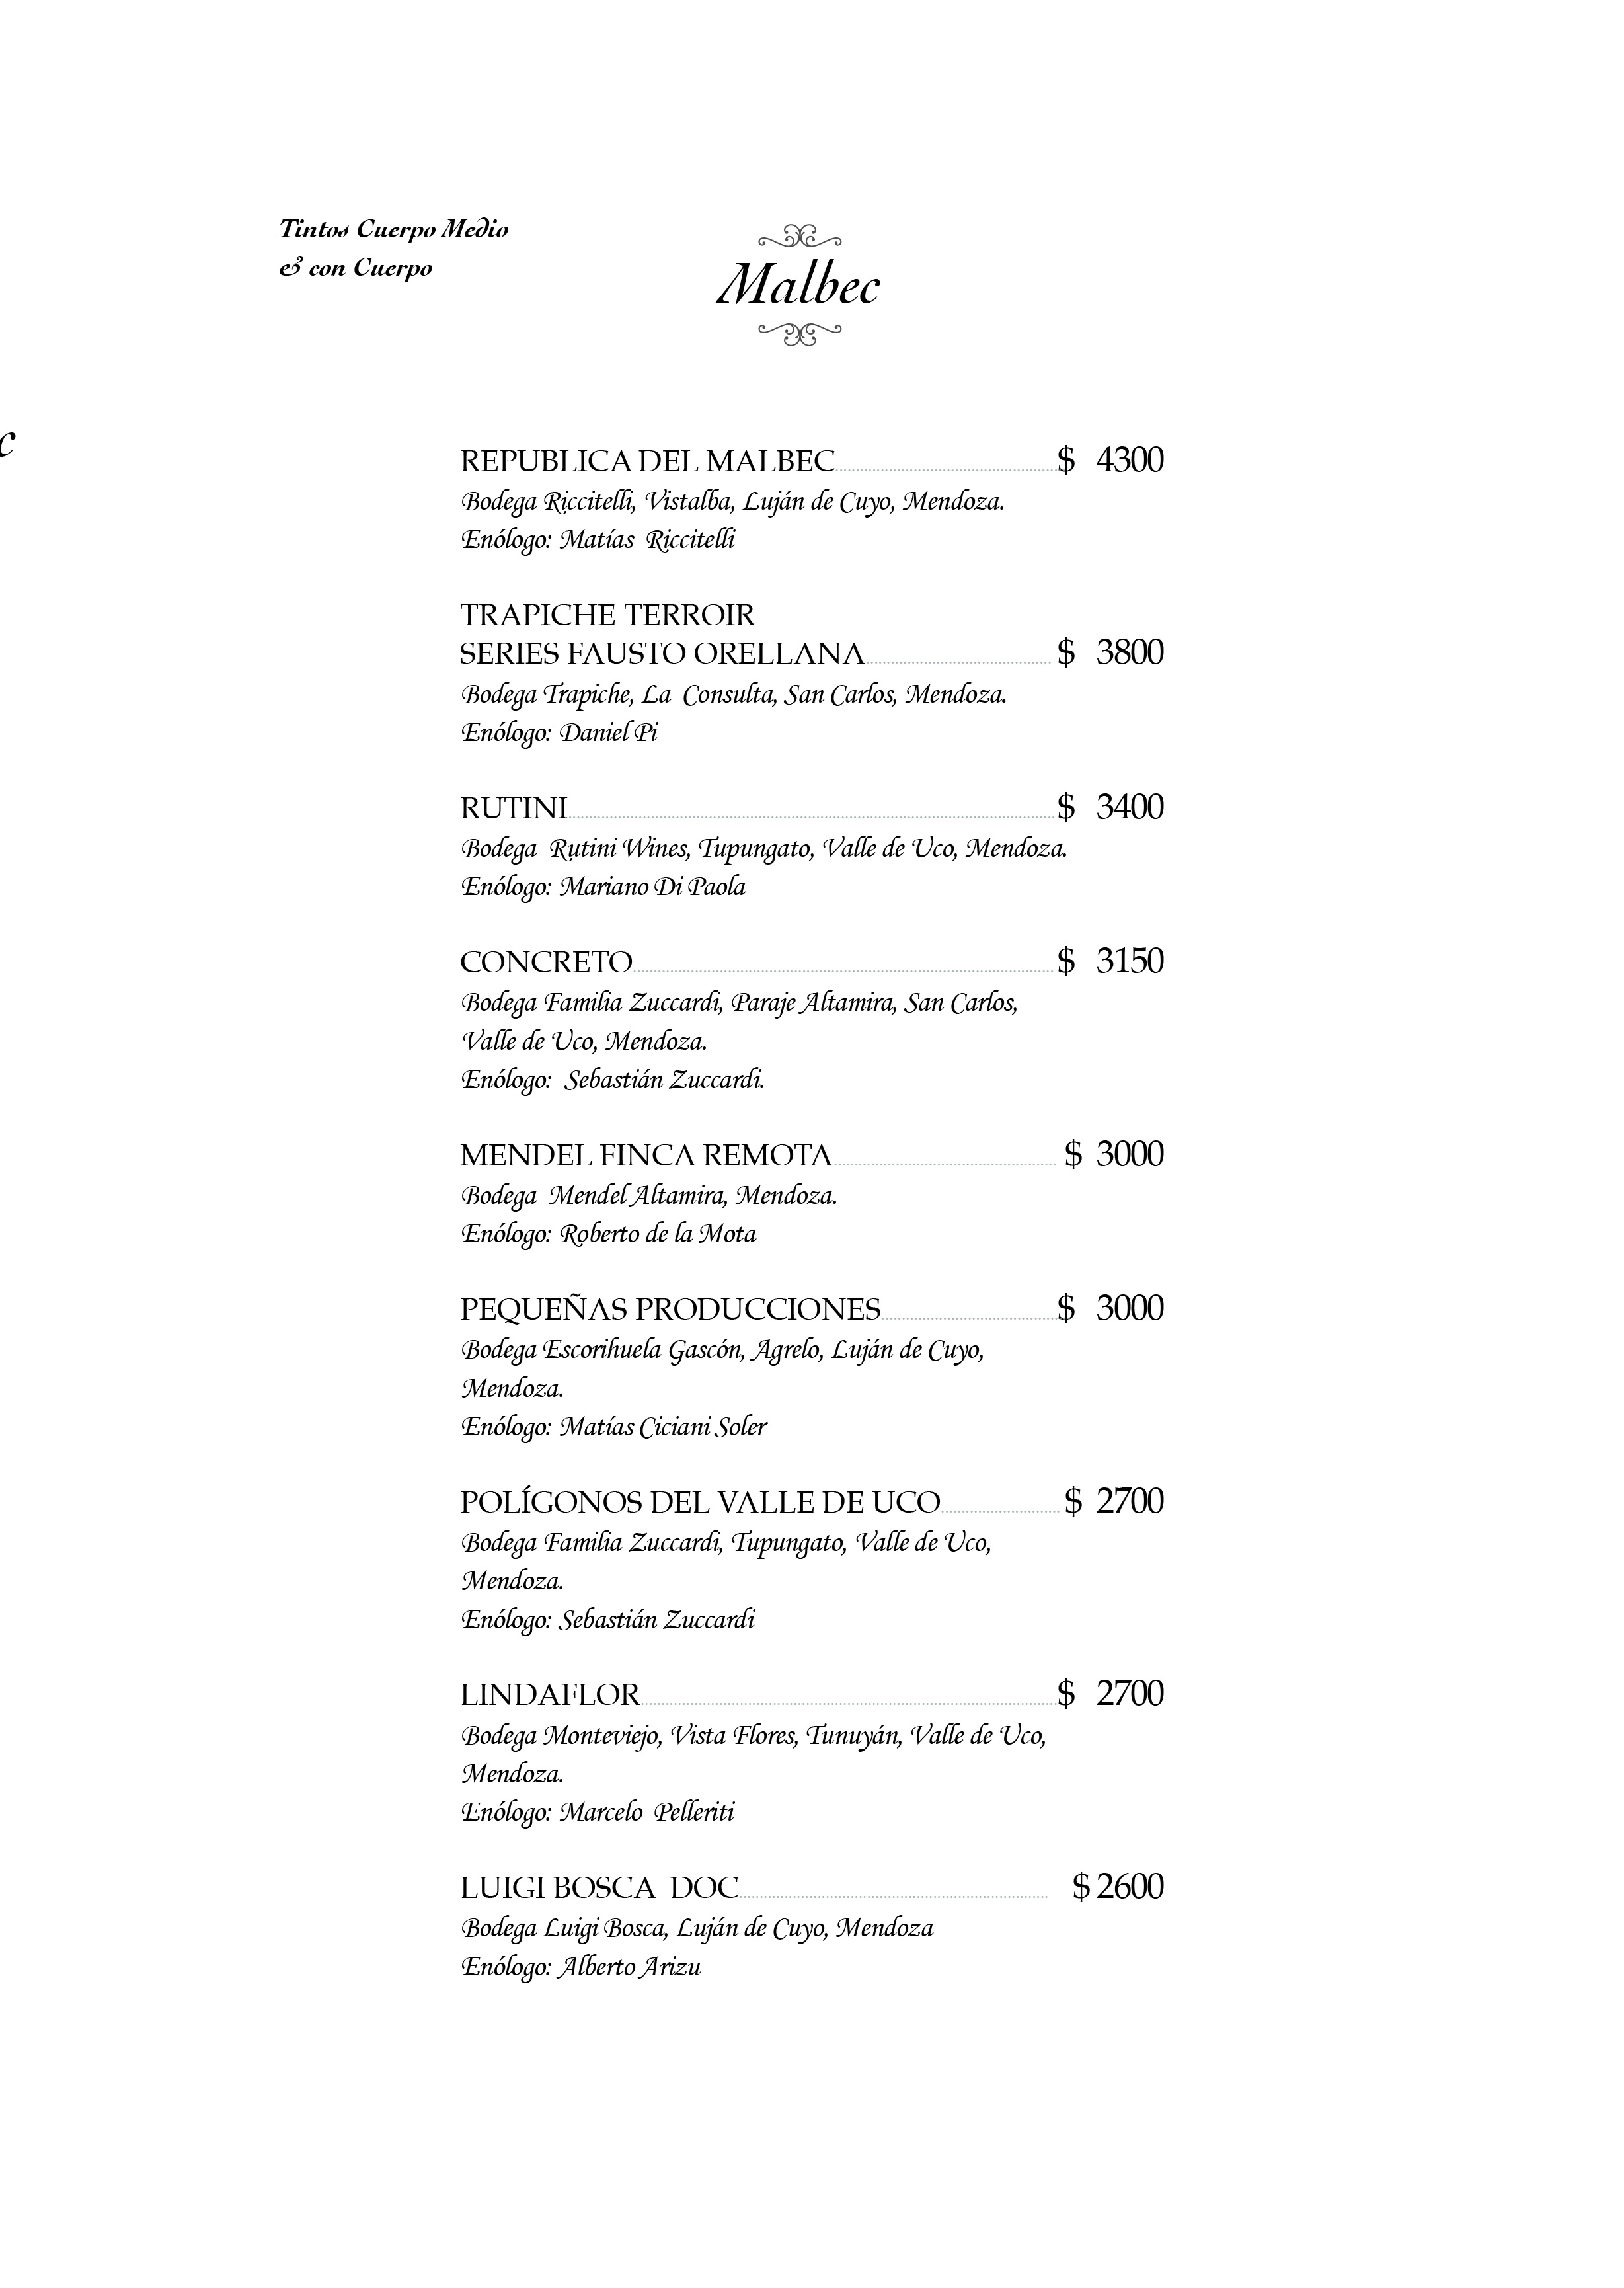 Tintos Cuerpo Medio
& con Cuerpo
Malbec
c
REPUBLICA DEL MALBEC $ 4300
Bodega Riccitelli, Vistalba, Luján de Cuyo, Mendoza.
Enólogo: Matías Riccitelli
TRAPICHE TERROIR
SERIES FAUSTO ORELLANA $ 3800
Bodega Trapiche, La Consulta, San Carlos, Mendoza.
Enólogo: Daniel Pi
RUTINI $ 3400
Bodega Rutini Wines, Tupungato, Valle de Uco, Mendoza.
Enólogo: Mariano Di Paola
CONCRETO $ 3150
Bodega Familia Zuccardi, Paraje Altamira, San Carlos,
Valle de Uco, Mendoza.
Enólogo: Sebastián Zuccardi.
MENDEL FINCA REMOTA $ 3000
Bodega Mendel Altamira, Mendoza.
Enólogo: Roberto de la Mota
PEQUEÑAS PRODUCCIONES $ 3000
Bodega Escorihuela Gascón, Agrelo, Luján de Cuyo,
Mendoza.
Enólogo: Matías Ciciani Soler
POLÍGONOS DEL VALLE DE UCO $ 2700
Bodega Familia Zuccardi, Tupungato, Valle de Uco,
Mendoza.
Enólogo: Sebastián Zuccardi
LINDAFLOR $ 2700
Bodega Monteviejo, Vista Flores, Tunuyán, Valle de Uco,
Mendoza.
Enólogo: Marcelo Pelleriti
LUIGI BOSCA DOC $ 2600
Bodega Luigi Bosca, Luján de Cuyo, Mendoza
Enólogo: Alberto Arizu